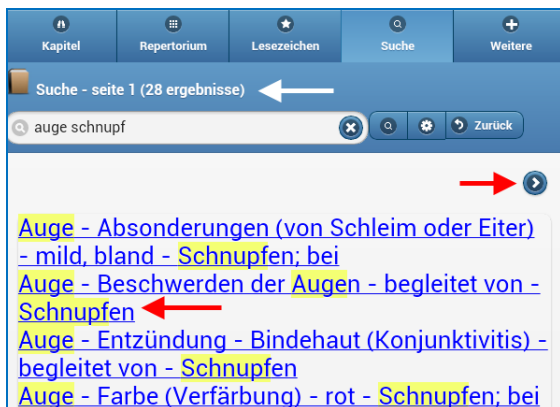 Kapitel Repertorium Lesezeichen Suche Weitere
Suche - seite 1 (28 ergebnisse)
auge schnupf Zurück
Auge - Absonderungen (von Schleim oder Eiter)
- mild, bland - Schnupfen; bei
Auge - Beschwerden der Augen - begleitet von -
Schnupfen
Auge - Entzündung - Bindehaut (Konjunktivitis) -
begleitet von - Schnupfen
Auge - Farbe (Verfärbung) - rot - Schnupfen; bei